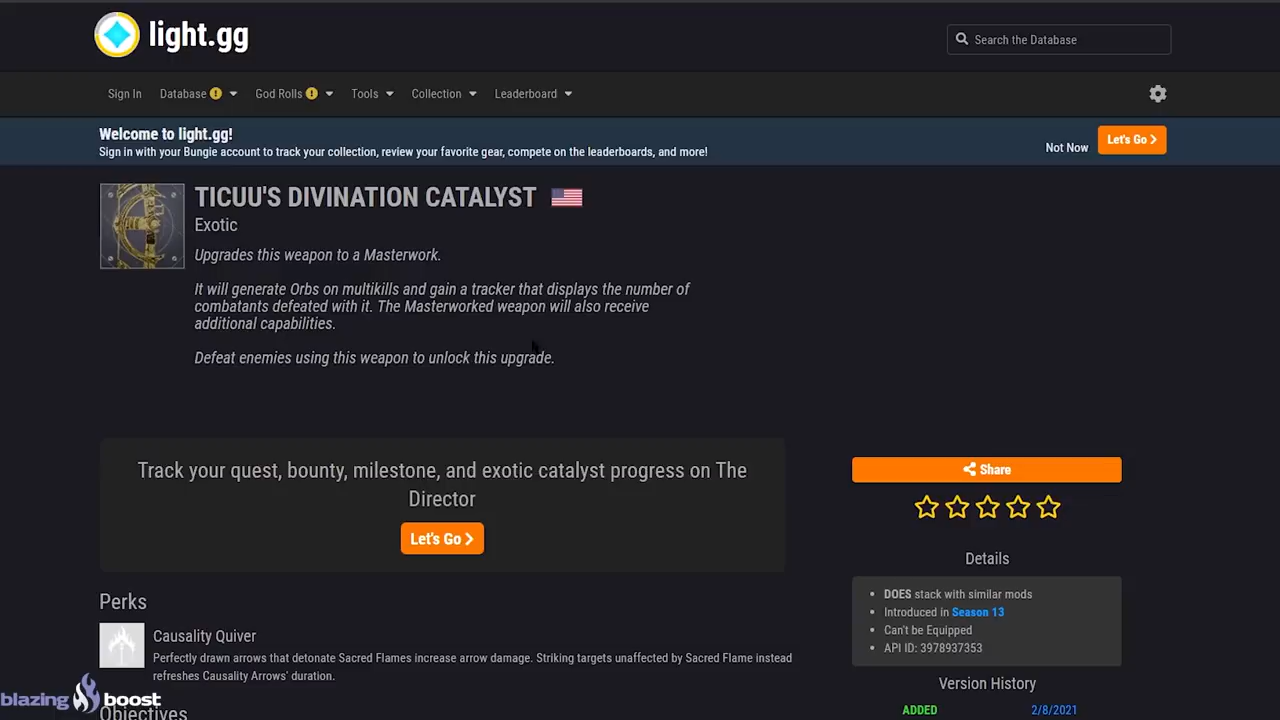 light.gg
Search the Database
Sign In
Database
God Rolls
Tools
Collection
Leaderboard
Welcome to light.gg!
Sign in with your Bungie account to track your collection, review your favorite gear, compete on the leaderboards, and more!
Not Now
Let's Go
TICUU'S DIVINATION CATALYST
Exotic
Upgrades this weapon to a Masterwork.
It will generate Orbs on multikills and gain a tracker that displays the number of
combatants defeated with it. The Masterworked weapon will also receive
additional capabilities.
Defeat enemies using this weapon to unlock this upgrade.
Track your quest, bounty, milestone, and exotic catalyst progress on The
Director
Let's Go
Share
Details
DOES stack with similar mods
Introduced in Season 13
Can't be Equipped
API ID: 3978937353
Version History
ADDED 2/8/2021
Perks
Causality Quiver
Perfectly drawn arrows that detonate Sacred Flames increase arrow damage. Striking targets unaffected by Sacred Flame instead
refreshes Causality Arrows' duration.
Objectives
blazing boost